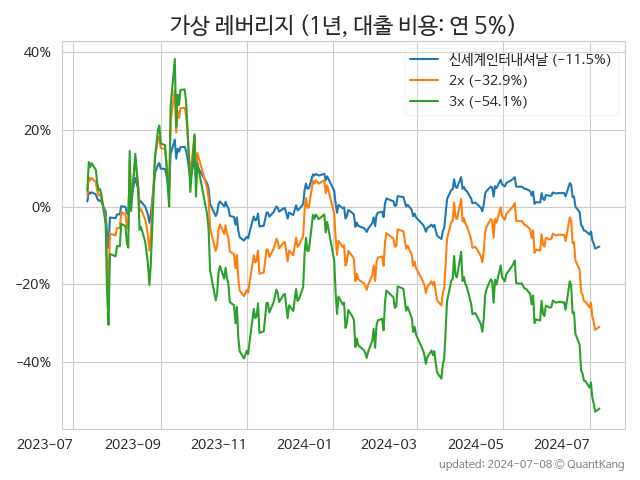 가상 레버리지 (1년, 대출 비용: 연 5%)
40%
20%
0%
−20%
−40%
신세계인터내셔날 (−11.5%)
2x (−32.9%)
3x (−54.1%)
2023-07 2023-09 2023-11 2024-01 2024-03 2024-05 2024-07
updated: 2024-07-08 © QuantKang